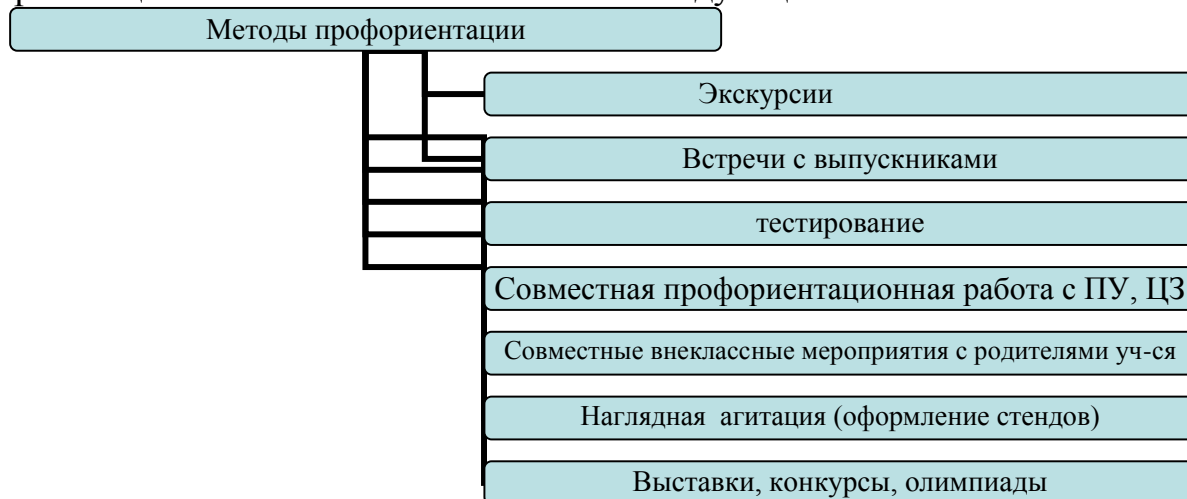 Методы профориентации
Экскурсии
Встречи с выпускниками
тестирование
Совместная профориентационная работа с ПУ, ЦЗ
Совместные внеклассные мероприятия с родителями уч-ся
Наглядная агитация (оформление стендов)
Выставки, конкурсы, олимпиады